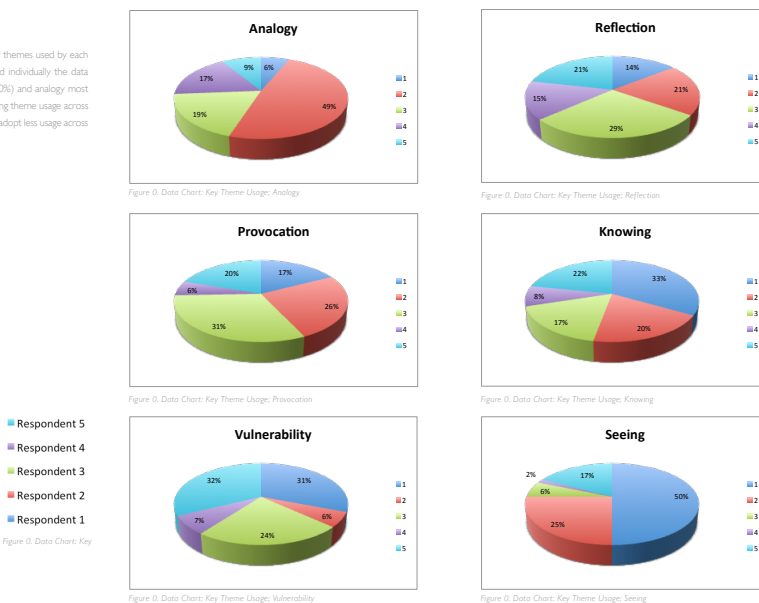 themes used by each
d individually the data
0%) and analogy most
ng theme usage across
adopt less usage across
Analogy
9%
6%
17%
49%
19%
1
2
3
4
5
Figure 0. Data Chart: Key Theme Usage; Analogy
Reflection
21%
14%
21%
15%
29%
1
2
3
4
5
Figure 0. Data Chart: Key Theme Usage; Reflection
Provocation
20%
17%
6%
26%
31%
1
2
3
4
5
Figure 0. Data Chart: Key Theme Usage; Provocation
Knowing
22%
33%
8%
17%
20%
1
2
3
4
5
Figure 0. Data Chart: Key Theme Usage; Knowing
Respondent 5
Respondent 4
Respondent 3
Respondent 2
Respondent 1
Figure 0. Data Chart: Key
Vulnerability
32%
31%
7%
6%
24%
1
2
3
4
5
Figure 0. Data Chart: Key Theme Usage; Vulnerability
Seeing
2%
17%
6%
50%
25%
1
2
3
4
5
Figure 0. Data Chart: Key Theme Usage; Seeing